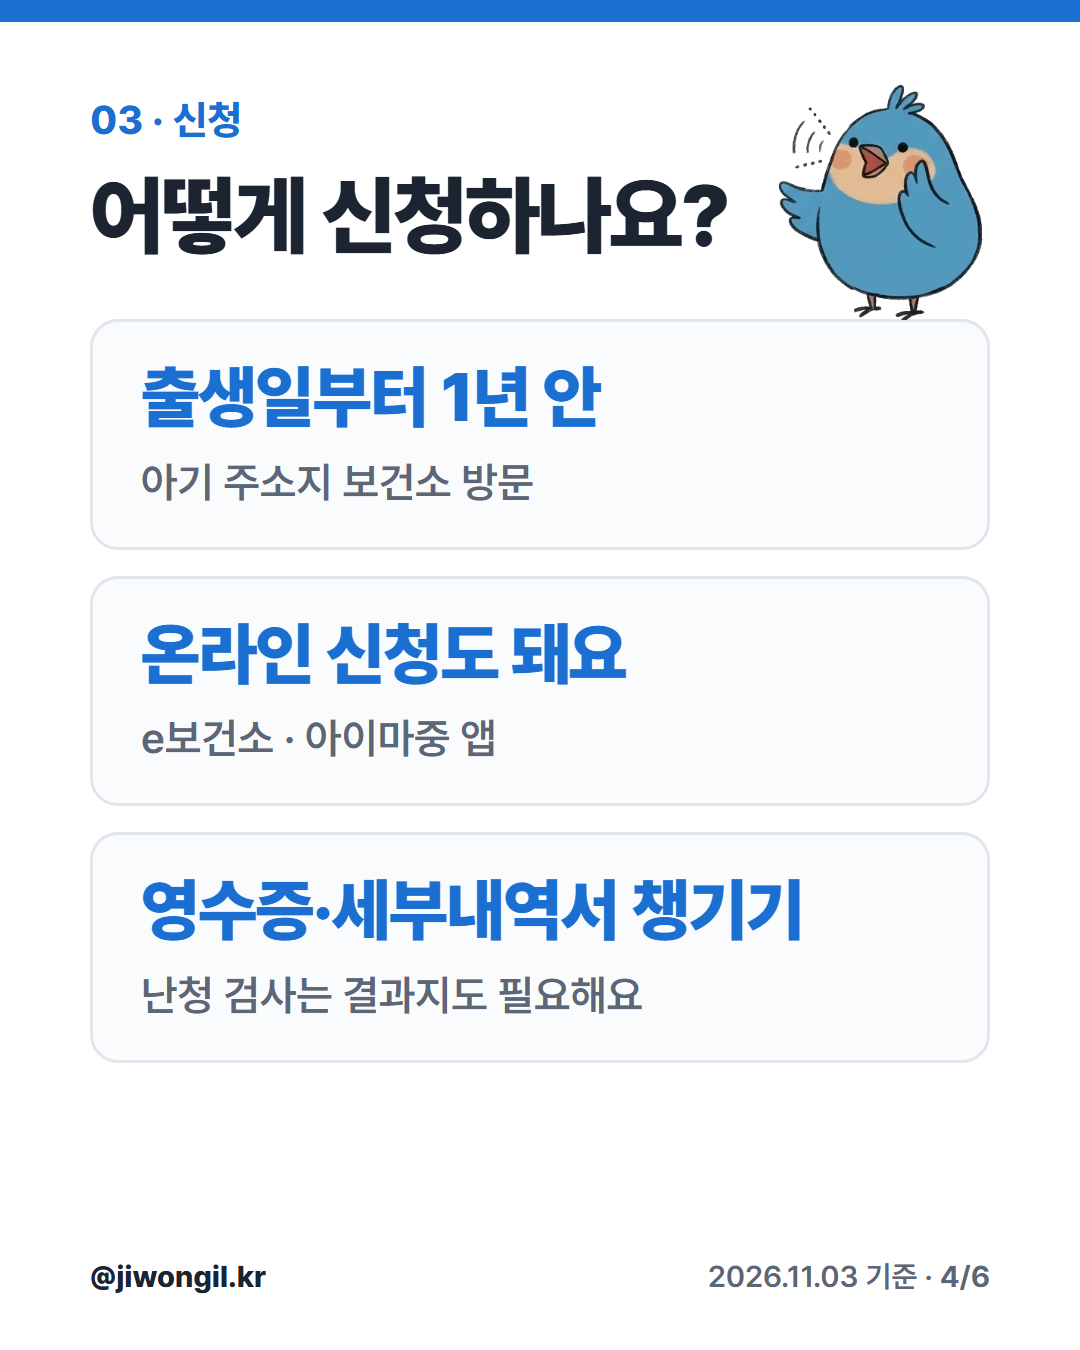 03 · 신청
어떻게 신청하나요?
출생일부터 1년 안
아기 주소지 보건소 방문
온라인 신청도 돼요
e보건소 · 아이마중 앱
영수증·세부내역서 챙기기
난청 검사는 결과지도 필요해요
@jiwongil.kr
2026.11.03 기준 · 4/6